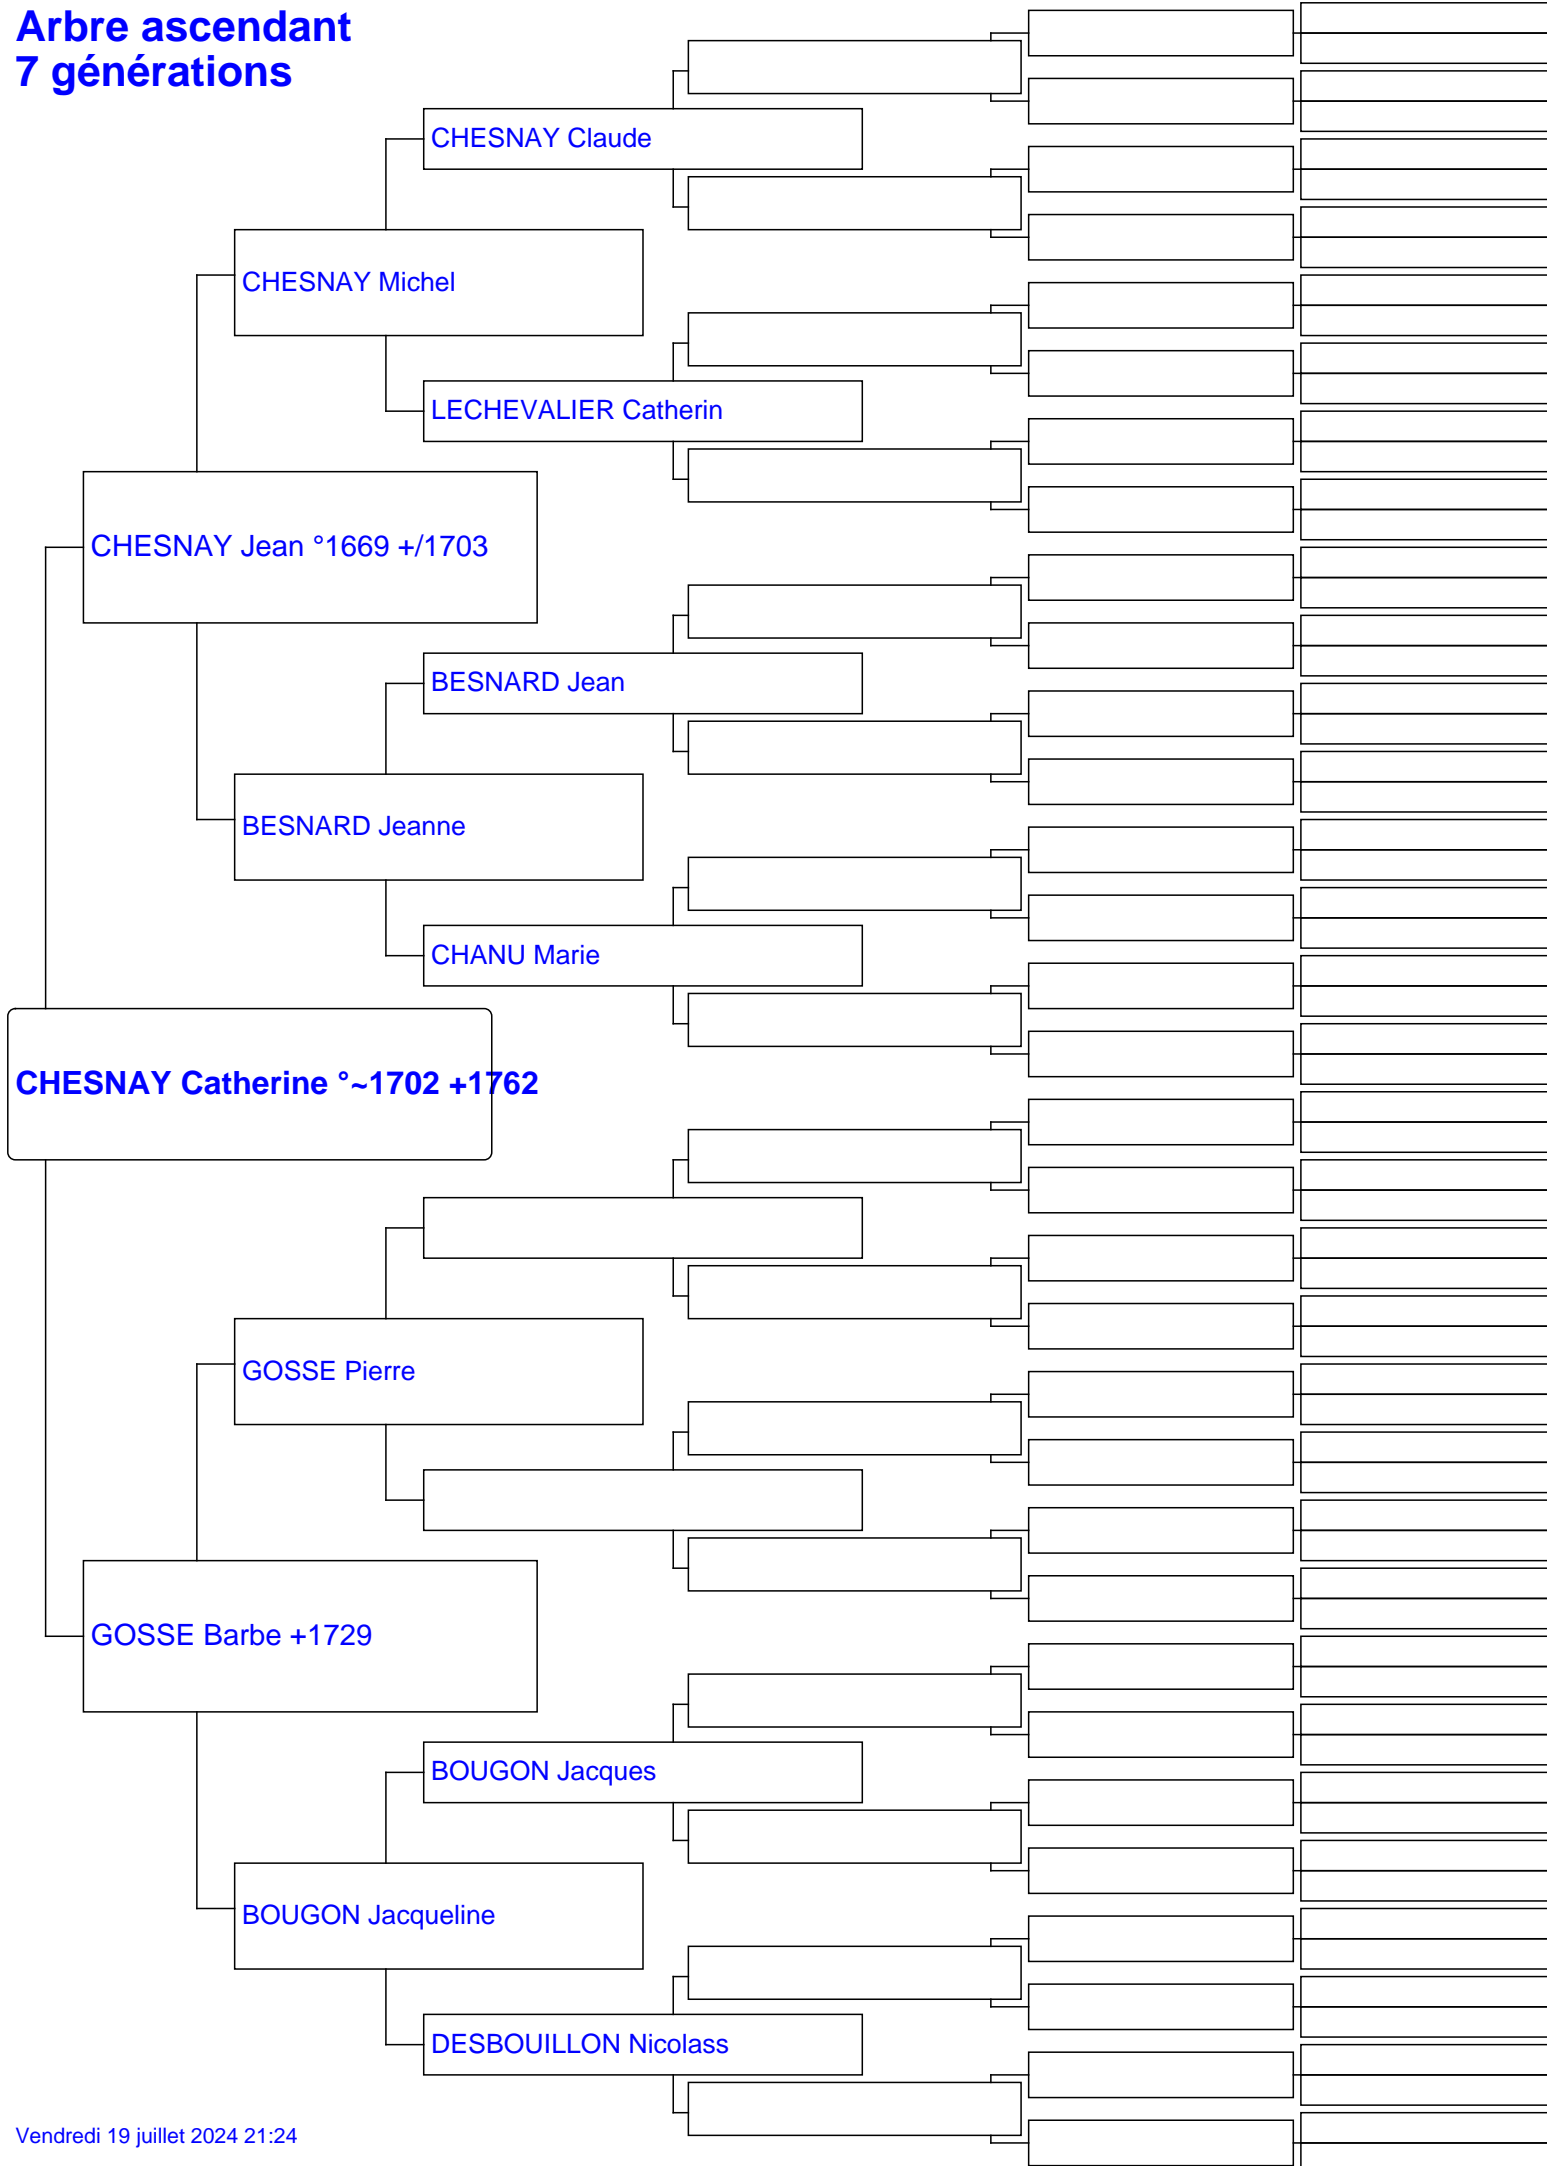 Arbre ascendant
7 générations
CHESNAY Claude
CHESNAY Michel
LECHEVALIER Catherin
CHESNAY Jean °1669 +/1703
BESNARD Jean
BESNARD Jeanne
CHANU Marie
CHESNAY Catherine °~1702 +1762
GOSSE Pierre
GOSSE Barbe +1729
BOUGON Jacques
BOUGON Jacqueline
DESBOUILLON Nicolass
Vendredi 19 juillet 2024 21:24